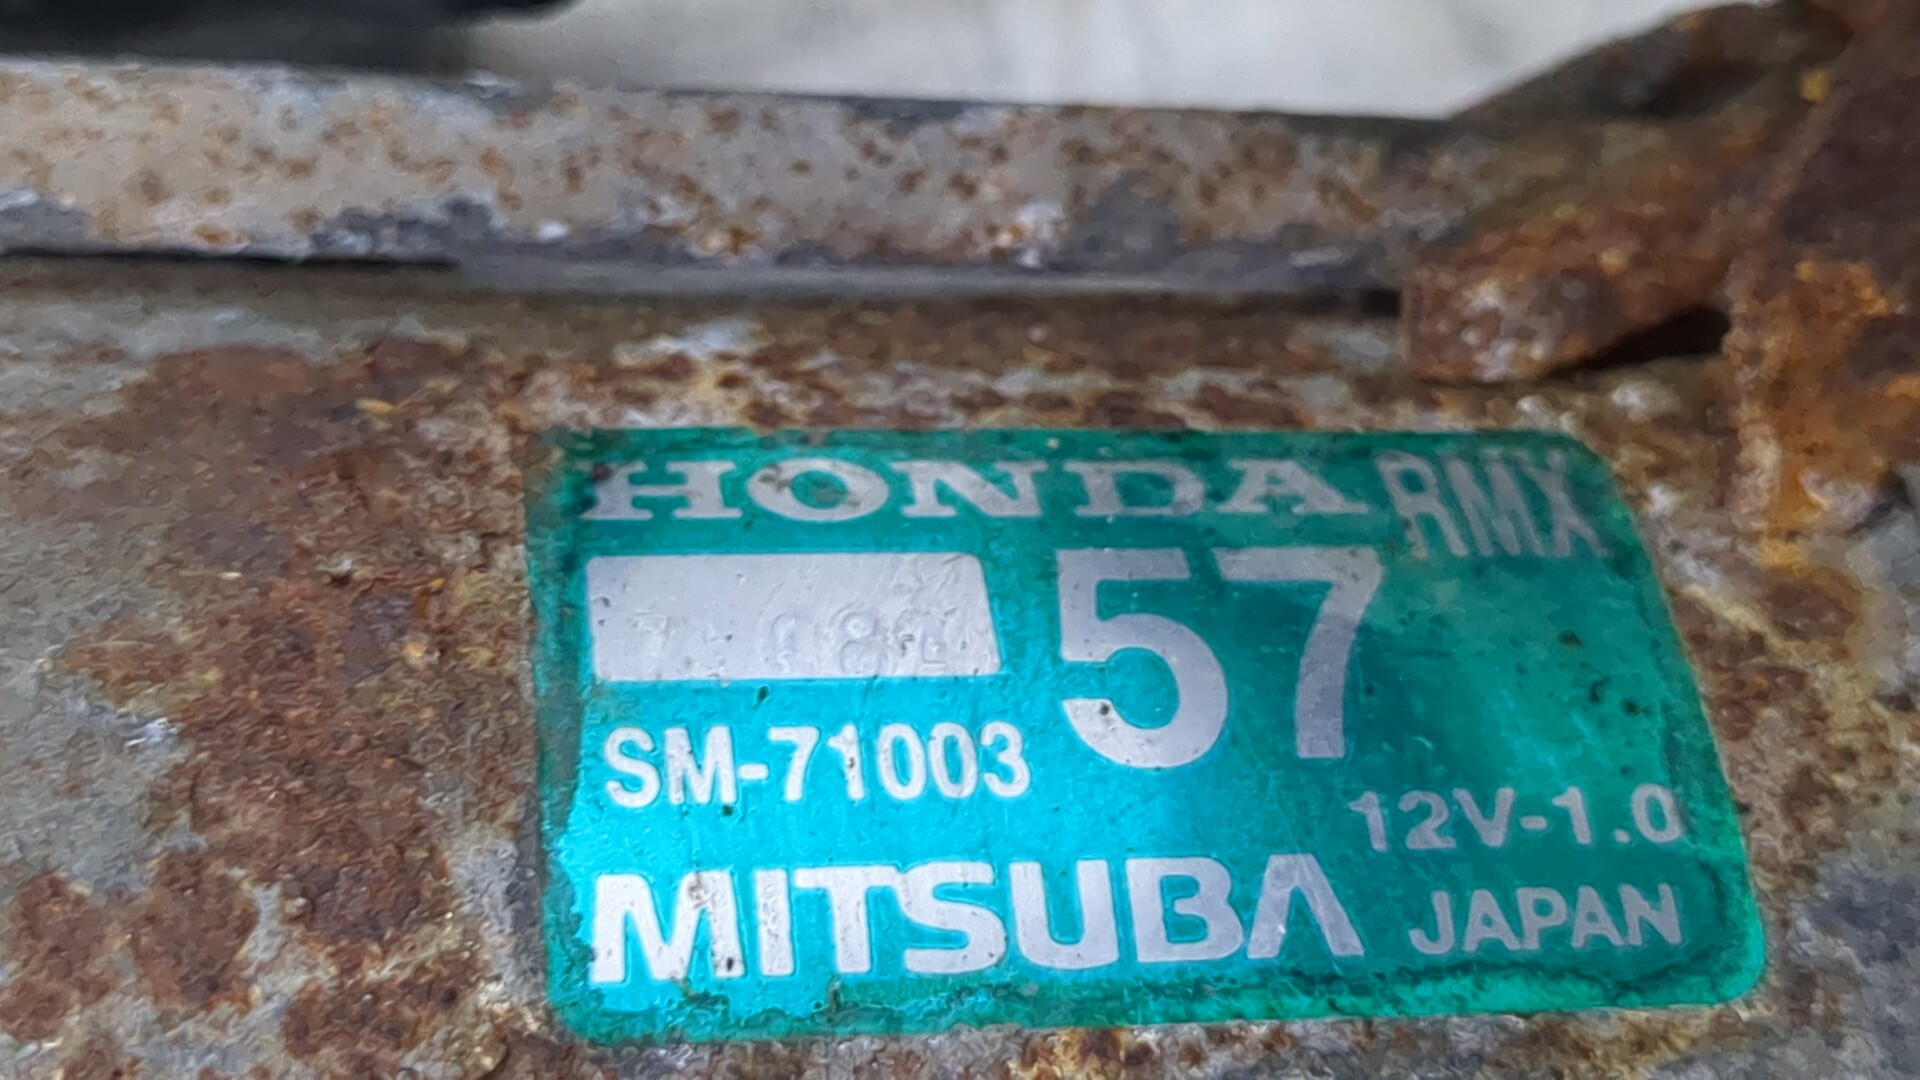 HONDA RMX
57
SM-71003
12V-1.0
MITSUBA JAPAN